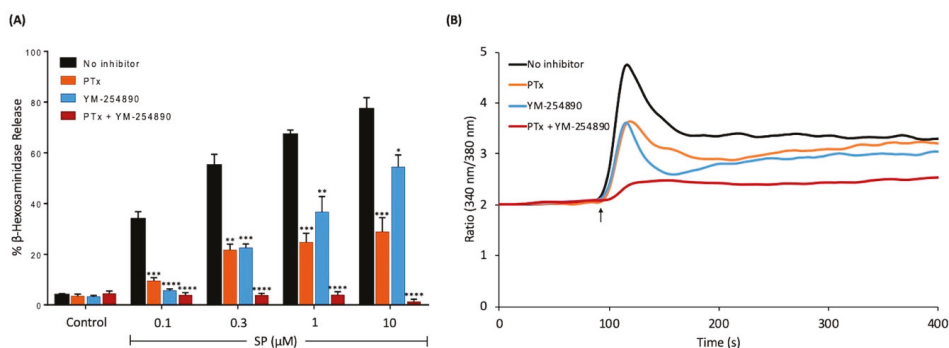 (A)
% β-Hexosaminidase Release
100
80
60
40
20
0
No inhibitor
PTx
YM-254890
PTx + YM-254890
*** **** ****
** *** ****
*** ** ****
*** * ****
Control 0.1 0.3 1 10
SP (μM)
(B)
Ratio (340 nm/380 nm)
5
4
3
2
1
0
No inhibitor
PTx
YM-254890
PTx + YM-254890
0 100 200 300 400
Time (s)